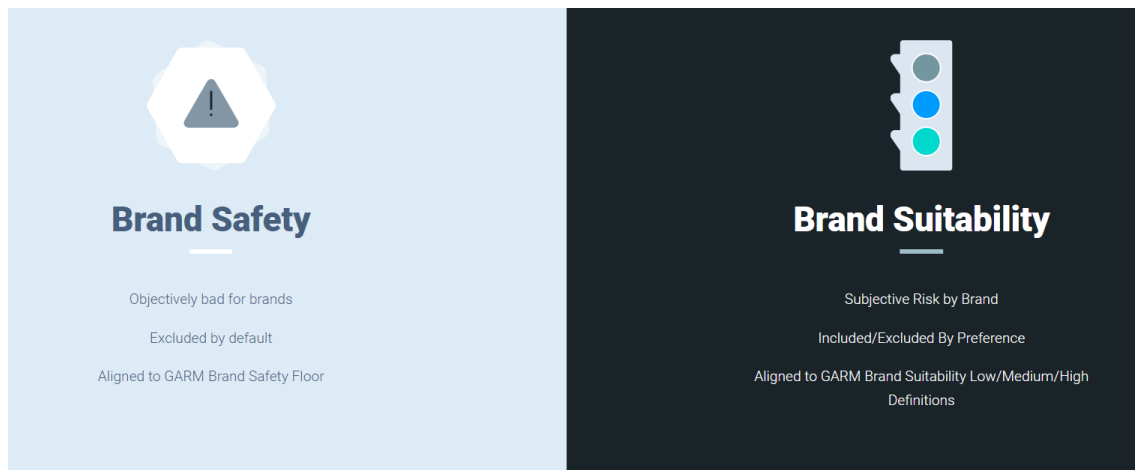 Brand Safety
Objectively bad for brands
Excluded by default
Aligned to GARM Brand Safety Floor
Brand Suitability
Subjective Risk by Brand
Included/Excluded By Preference
Aligned to GARM Brand Suitability Low/Medium/High
Definitions